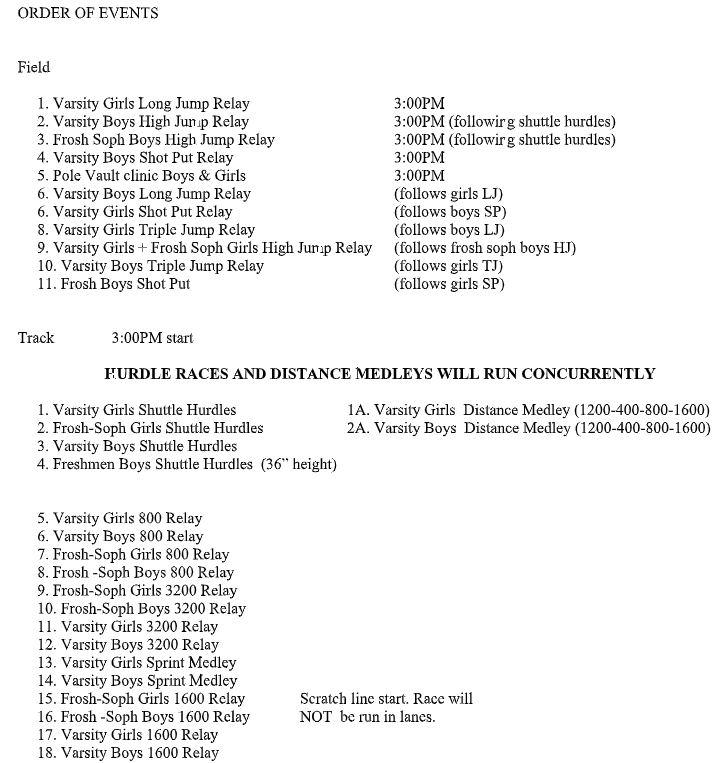 ORDER OF EVENTS
Field
1. Varsity Girls Long Jump Relay 3:00PM
2. Varsity Boys High Jump Relay 3:00PM (following shuttle hurdles)
3. Frosh Soph Boys High Jump Relay 3:00PM (following shuttle hurdles)
4. Varsity Boys Shot Put Relay 3:00PM
5. Pole Vault clinic Boys & Girls 3:00PM
6. Varsity Boys Long Jump Relay (follows girls LJ)
6. Varsity Girls Shot Put Relay (follows boys SP)
8. Varsity Girls Triple Jump Relay (follows boys LJ)
9. Varsity Girls + Frosh Soph Girls High Jump Relay (follows frosh soph boys HJ)
10. Varsity Boys Triple Jump Relay (follows girls TJ)
11. Frosh Boys Shot Put (follows girls SP)
Track 3:00PM start
HURDLE RACES AND DISTANCE MEDLEYS WILL RUN CONCURRENTLY
1. Varsity Girls Shuttle Hurdles 1A. Varsity Girls Distance Medley (1200-400-800-1600)
2. Frosh-Soph Girls Shuttle Hurdles 2A. Varsity Boys Distance Medley (1200-400-800-1600)
3. Varsity Boys Shuttle Hurdles
4. Freshmen Boys Shuttle Hurdles (36” height)
5. Varsity Girls 800 Relay
6. Varsity Boys 800 Relay
7. Frosh-Soph Girls 800 Relay
8. Frosh -Soph Boys 800 Relay
9. Frosh-Soph Girls 3200 Relay
10. Frosh-Soph Boys 3200 Relay
11. Varsity Girls 3200 Relay
12. Varsity Boys 3200 Relay
13. Varsity Girls Sprint Medley
14. Varsity Boys Sprint Medley
15. Frosh-Soph Girls 1600 Relay Scratch line start. Race will
16. Frosh -Soph Boys 1600 Relay NOT be run in lanes.
17. Varsity Girls 1600 Relay
18. Varsity Boys 1600 Relay